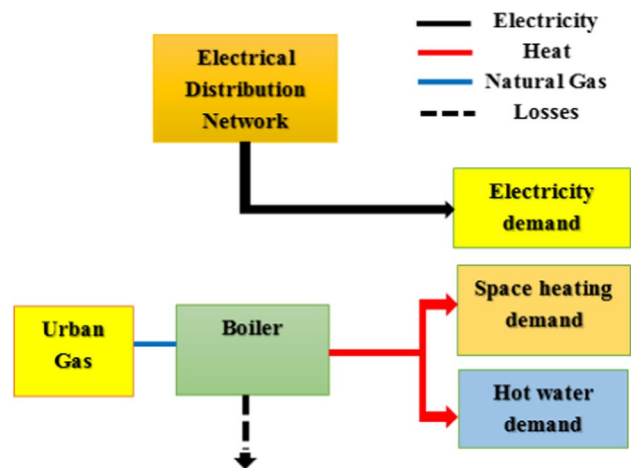 Electricity
Heat
Natural Gas
Losses
Electrical
Distribution
Network
Electricity
demand
Urban
Gas
Boiler
Space heating
demand
Hot water
demand